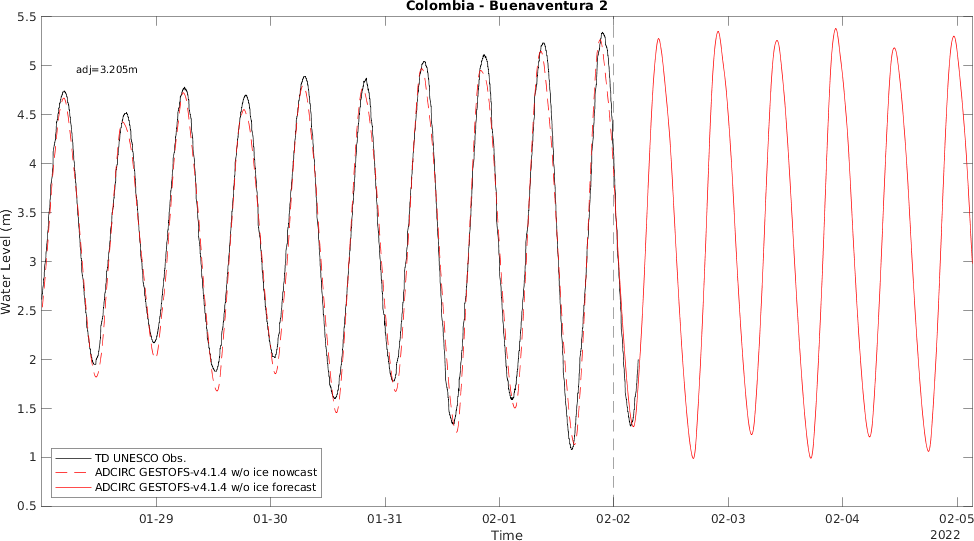 Colombia - Buenaventura 2
5.5
5
4.5
4
3.5
3
2.5
2
1.5
1
0.5
Water Level (m)
adj=3.205m
TD UNESCO Obs.
ADCIRC GESTOFS-v4.1.4 w/o ice nowcast
ADCIRC GESTOFS-v4.1.4 w/o ice forecast
01-29 01-30 01-31 02-01 02-02 02-03 02-04 02-05
Time
2022